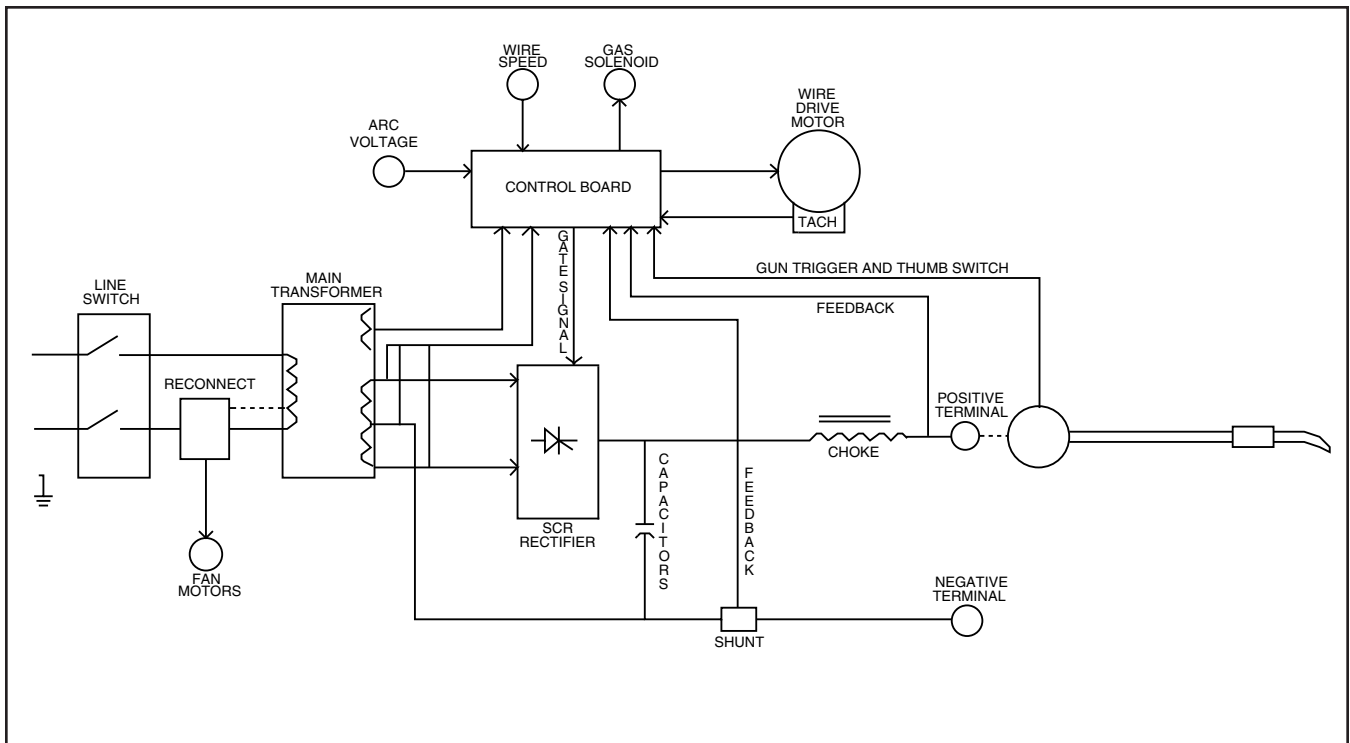 WIRE
SPEED
GAS
SOLENOID
WIRE
DRIVE
MOTOR
ARC
VOLTAGE
CONTROL BOARD
TACH
GATE SIGNAL
GUN TRIGGER AND THUMB SWITCH
FEEDBACK
LINE
SWITCH
MAIN
TRANSFORMER
RECONNECT
POSITIVE
TERMINAL
CHOKE
CAPACITORS
FEEDBACK
SCR
RECTIFIER
FAN
MOTORS
NEGATIVE
TERMINAL
SHUNT